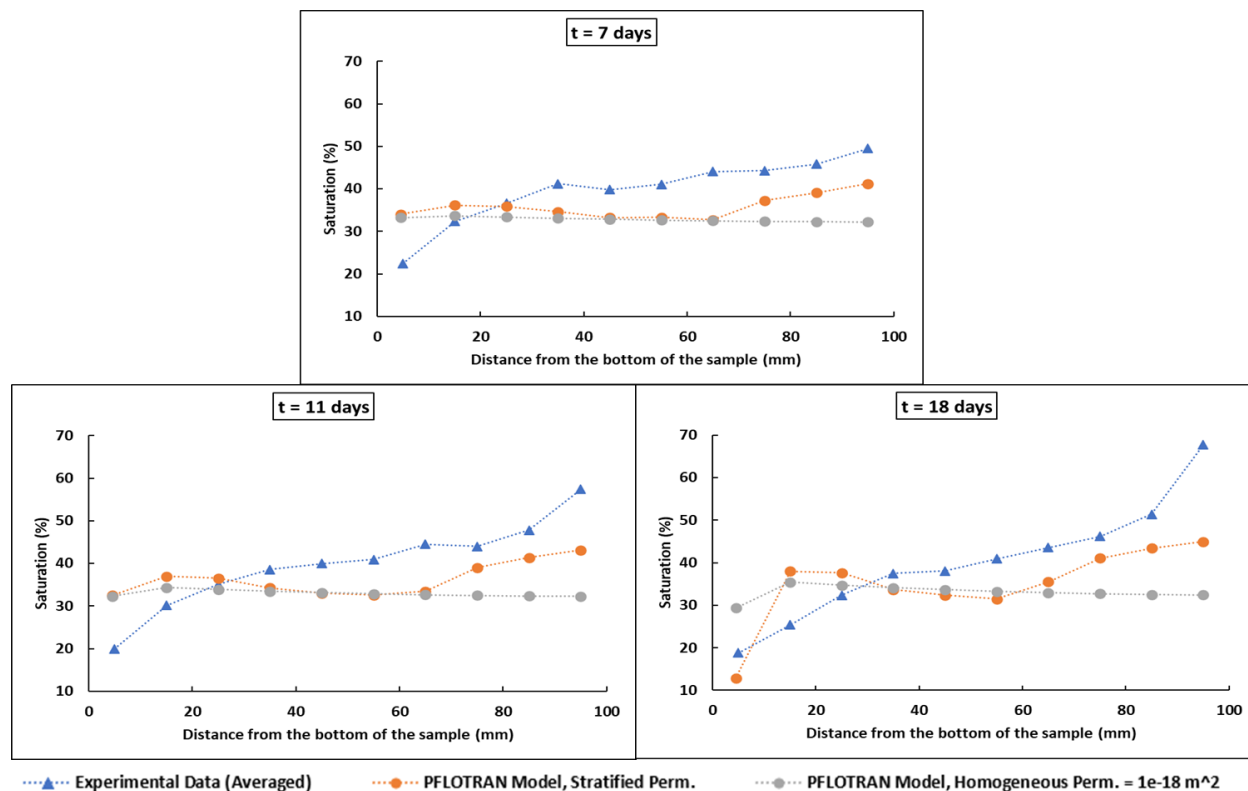 t = 7 days
Saturation (%)
70
60
50
40
30
20
10
0 20 40 60 80 100
Distance from the bottom of the sample (mm)
t = 11 days
Saturation (%)
70
60
50
40
30
20
10
0 20 40 60 80 100
Distance from the bottom of the sample (mm)
t = 18 days
Saturation (%)
70
60
50
40
30
20
10
0 20 40 60 80 100
Distance from the bottom of the sample (mm)
Experimental Data (Averaged) PFLOTRAN Model, Stratified Perm. PFLOTRAN Model, Homogeneous Perm. = 1e-18 m^2